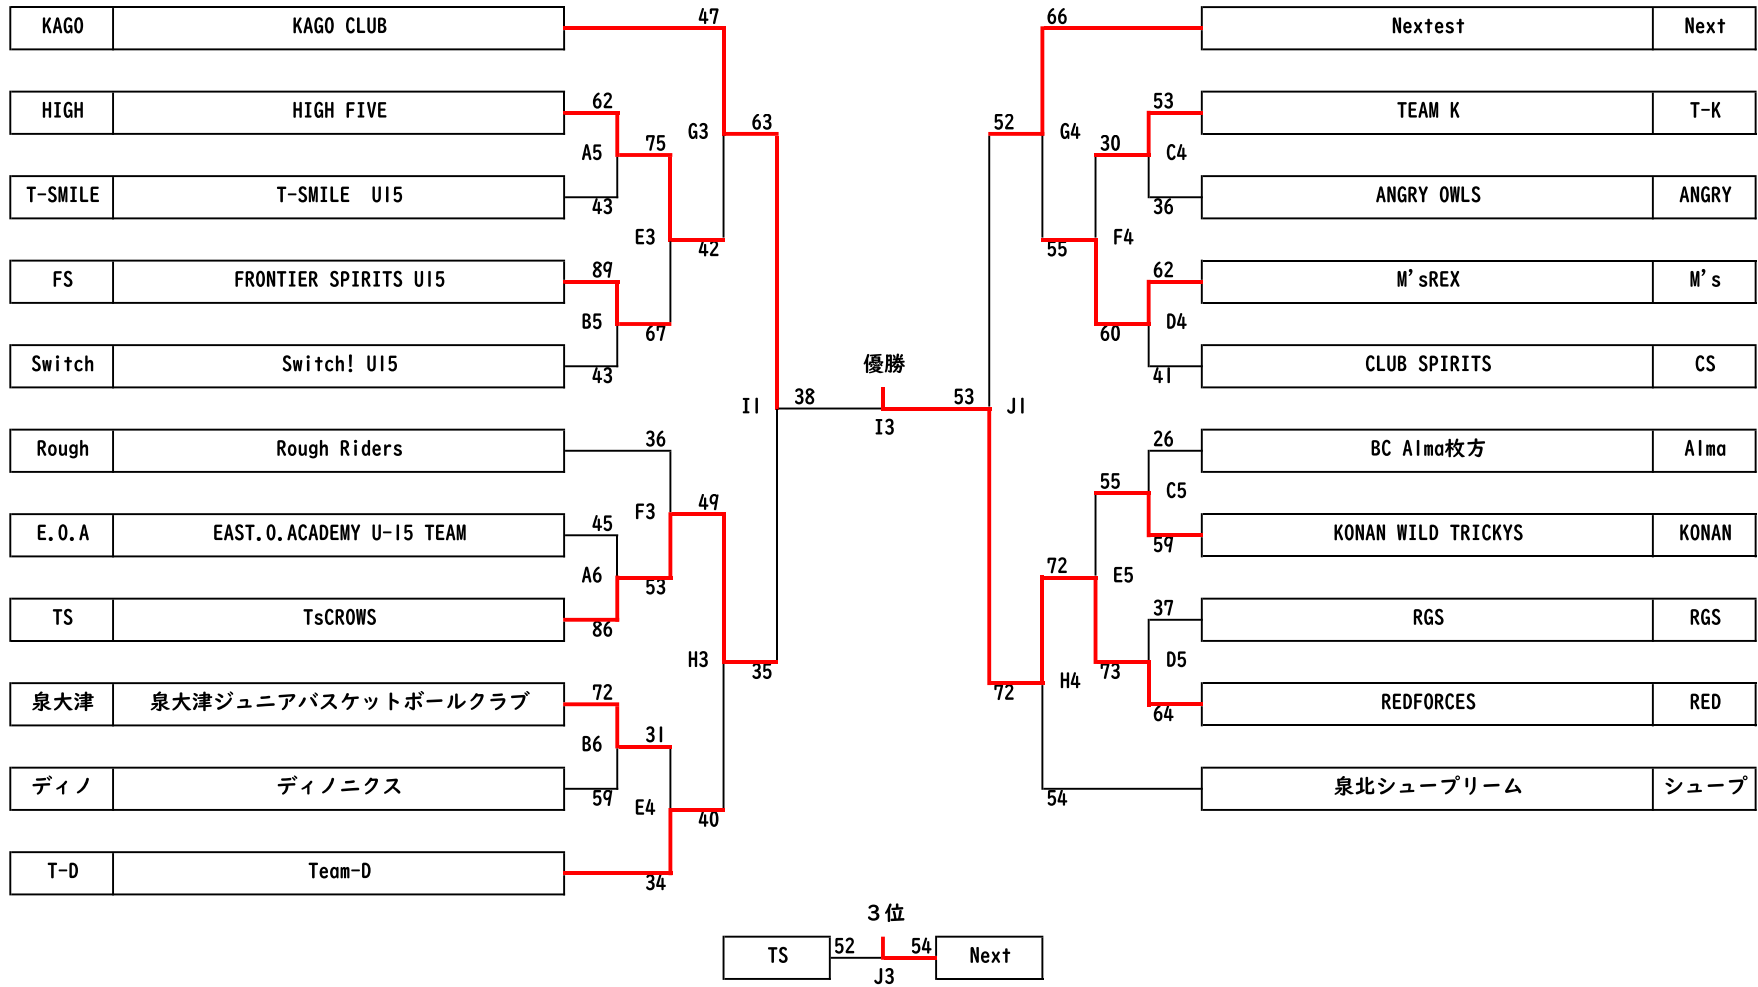 KAGO KAGO CLUB 47 66 Nextest Next
HIGH HIGH FIVE 62 53 TEAM K T-K
G3 63 52 G4
A5 75 30 C4
T-SMILE T-SMILE U15 43 36 ANGRY OWLS ANGRY
E3 42 55 F4
FS FRONTIER SPIRITS U15 89 62 M'sREX M's
B5 67 60 D4
Switch Switch! U15 43 41 CLUB SPIRITS CS
優勝
I1 38 53 J1
I3
Rough Rough Riders 36 26 BC Alma枚方 Alma
F3 49 55 C5
E.O.A EAST.O.ACADEMY U-15 TEAM 45 59 KONAN WILD TRICKYS KONAN
A6 53 72 E5
TS TsCROWS 86 37 RGS RGS
H3 35 73 D5
72 H4
泉大津 泉大津ジュニアバスケットボールクラブ 72 64 REDFORCES RED
B6 31
ディノ ディノニクス 59 54 泉北シュープリーム シュープ
E4 40
T-D Team-D 34
3位
TS 52 54 Next
J3